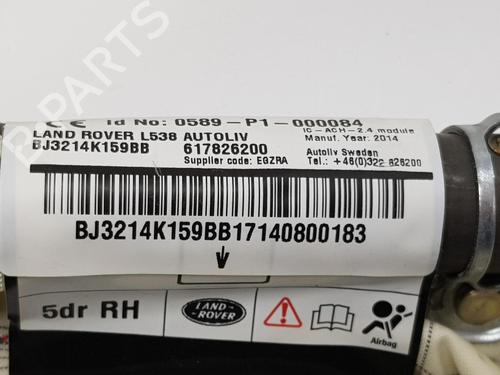 Id No: 0589-P1-000084
IC-ACH-2.4 module
LAND ROVER L538 AUTOLIV
Manuf. Year: 2014
BJ3214K159BB 617826200
Autoliv Sweden
Supplier code: EGZRA
Tel.: +46(0)322 626200
BJ3214K159BB17140800183
5dr RH
LAND-
ROVER
Airbag